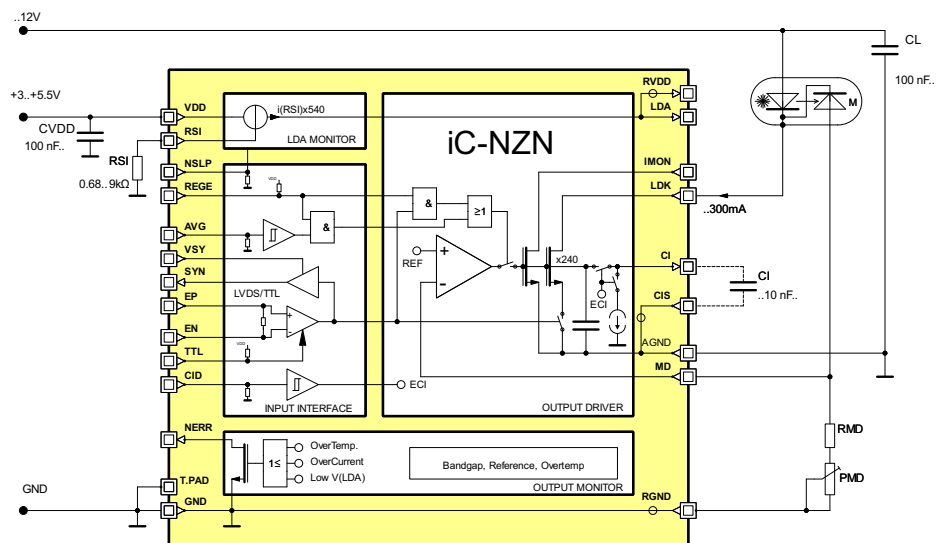 ..12V
CL
100 nF..
+3..+5.5V
CVDD
100 nF..
RSI
0.68..9kΩ
VDD
RSI
NSLP
REGE
AVG
VSY
SYN
EP
EN
TTL
CID
NERR
T.PAD
GND
GND
i(RSI)x540
LDA MONITOR
VDD
LVDS/TTL
+
-
VDD
INPUT INTERFACE
&
iC-NZN
&
≥1
REF
+
-
x240
ECI
ECI
OUTPUT DRIVER
OverTemp.
OverCurrent
Low V(LDA)
1≤
Bandgap, Reference, Overtemp
OUTPUT MONITOR
RVDD
LDA
IMON
LDK
CI
CIS
AGND
MD
RGND
M
..300mA
CI
..10 nF..
RMD
PMD